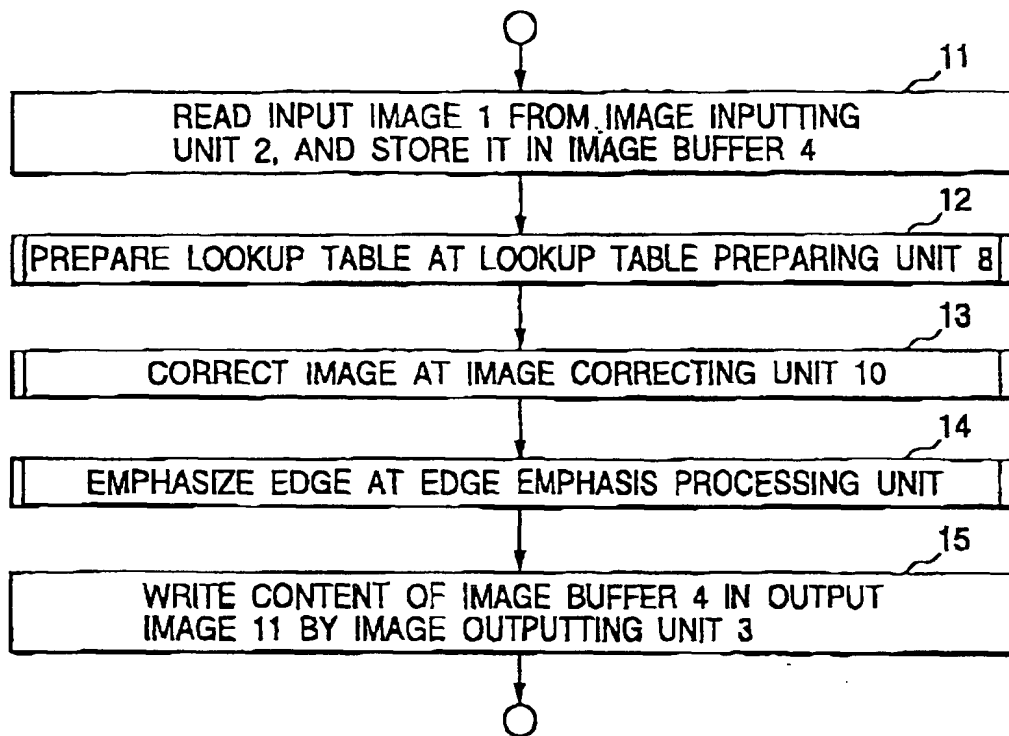 11
READ INPUT IMAGE 1 FROM IMAGE INPUTTING
UNIT 2, AND STORE IT IN IMAGE BUFFER 4
12
PREPARE LOOKUP TABLE AT LOOKUP TABLE PREPARING UNIT 8
13
CORRECT IMAGE AT IMAGE CORRECTING UNIT 10
14
EMPHASIZE EDGE AT EDGE EMPHASIS PROCESSING UNIT
15
WRITE CONTENT OF IMAGE BUFFER 4 IN OUTPUT
IMAGE 11 BY IMAGE OUTPUTTING UNIT 3